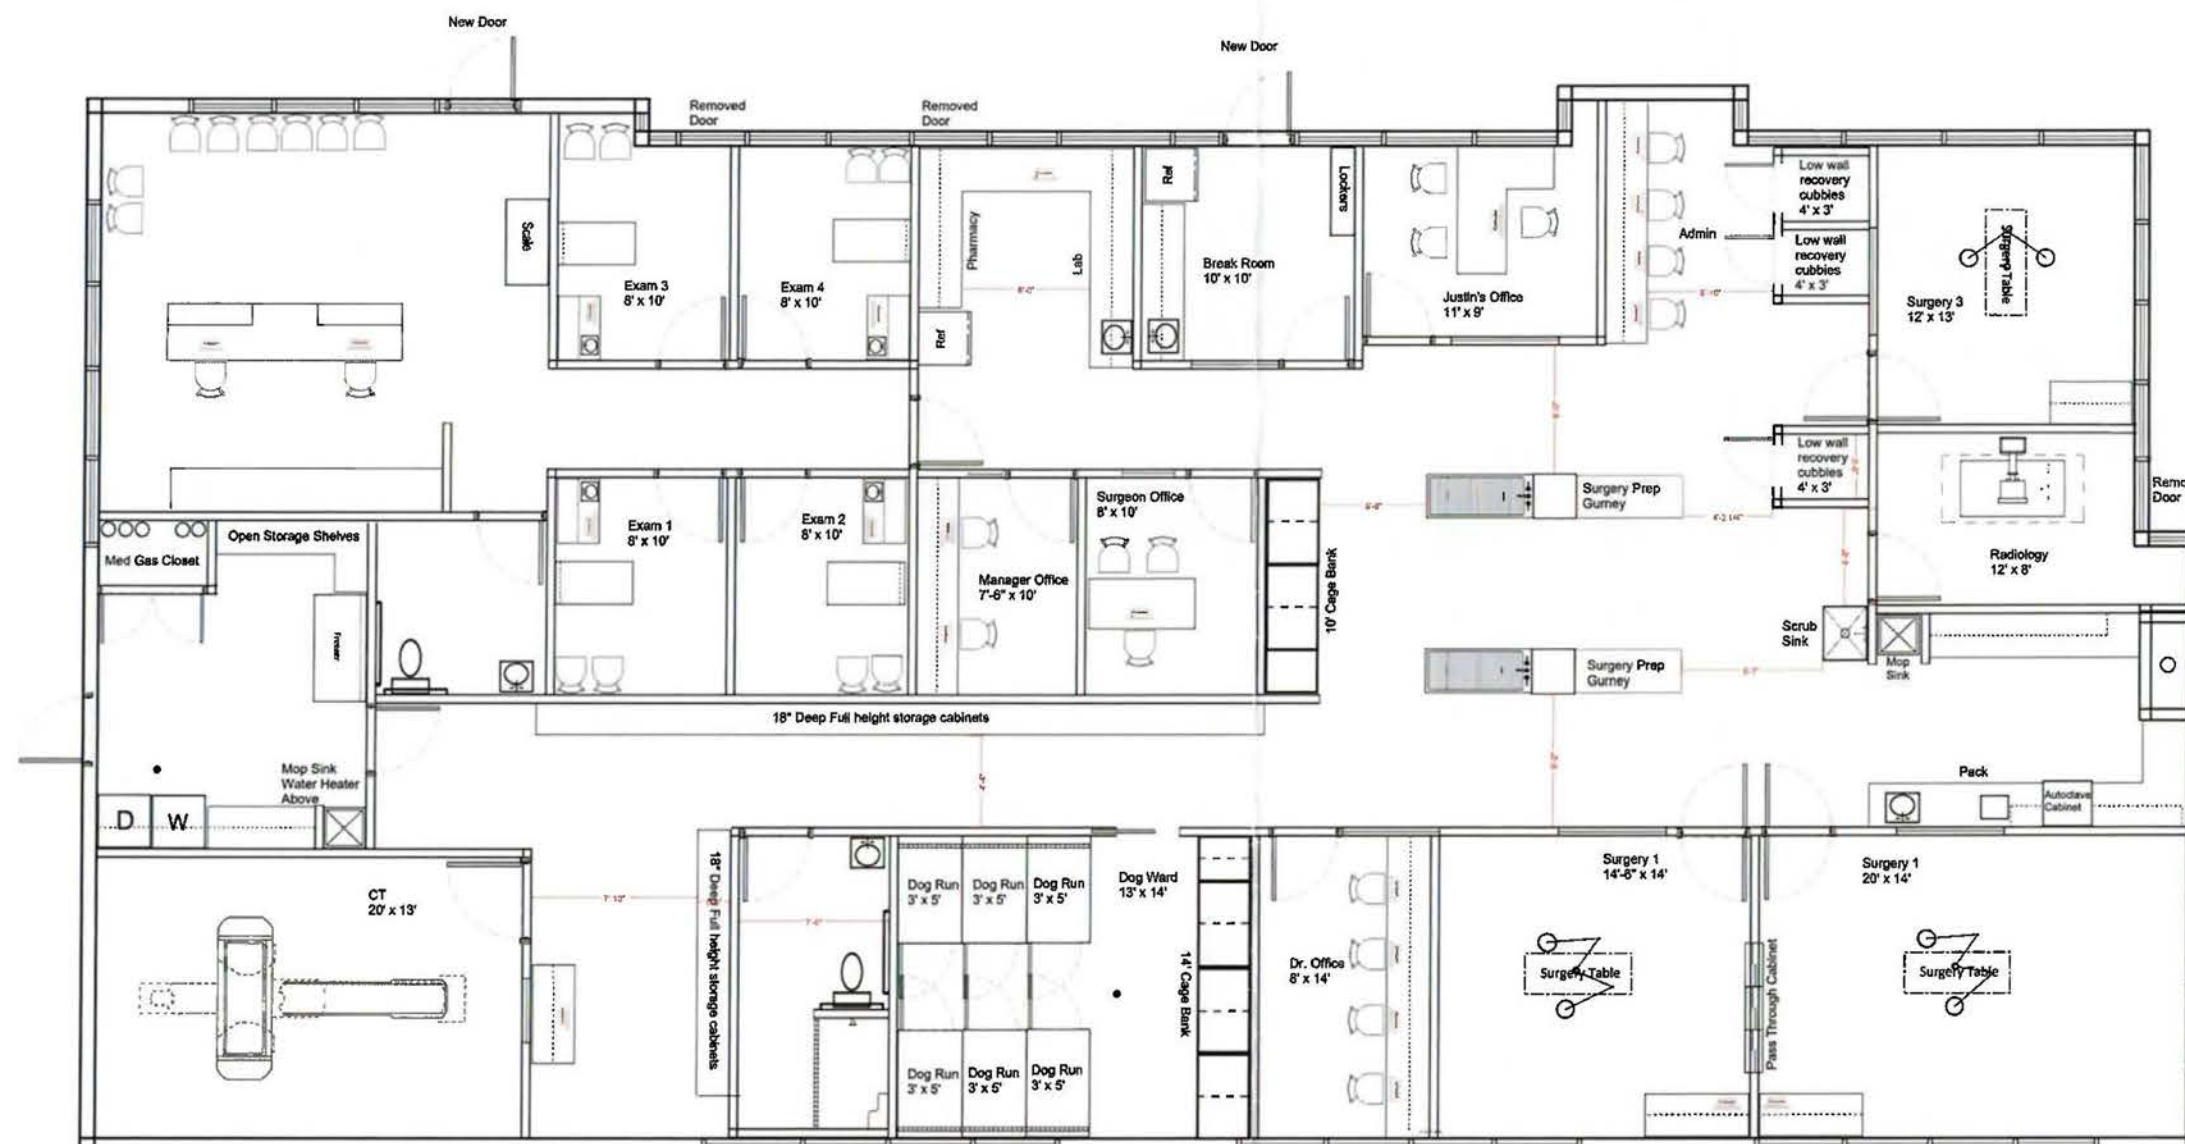 New Door
New Door
Removed
Door
Removed
Door
Scale
Exam 3
8' x 10'
Exam 4
8' x 10'
Pharmacy
Lab
Ref
Ref
Lockers
Break Room
10' x 10'
Justin's Office
11' x 9'
Admin
Low wall
recovery
cubbies
4' x 3'
Low wall
recovery
cubbies
4' x 3'
Surgery Table
Surgery 3
12' x 13'
Low wall
recovery
cubbies
4' x 3'
Door
Radiology
12' x 8'
Med Gas Closet
Open Storage Shelves
Freezer
Exam 1
8' x 10'
Exam 2
8' x 10'
Manager Office
7'-6" x 10'
Surgeon Office
8' x 10'
10' Cage Bank
Surgery Prep
Gurney
Surgery Prep
Gurney
Scrub
Sink
Mop
Sink
18" Deep Full height storage cabinets
Mop Sink
Water Heater
Above
D
W
Pack
Autoclave
Cabinet
CT
20' x 13'
7'-10"
18" Deep Full height storage cabinets
Dog Run
3' x 5'
Dog Run
3' x 5'
Dog Run
3' x 5'
Dog Ward
13' x 14'
14' Cage Bank
Dog Run
3' x 5'
Dog Run
3' x 5'
Dog Run
3' x 5'
Dr. Office
8' x 14'
Surgery 1
14'-6" x 14'
Surgery Table
Pass Through Cabinet
Surgery 1
20' x 14'
Surgery Table